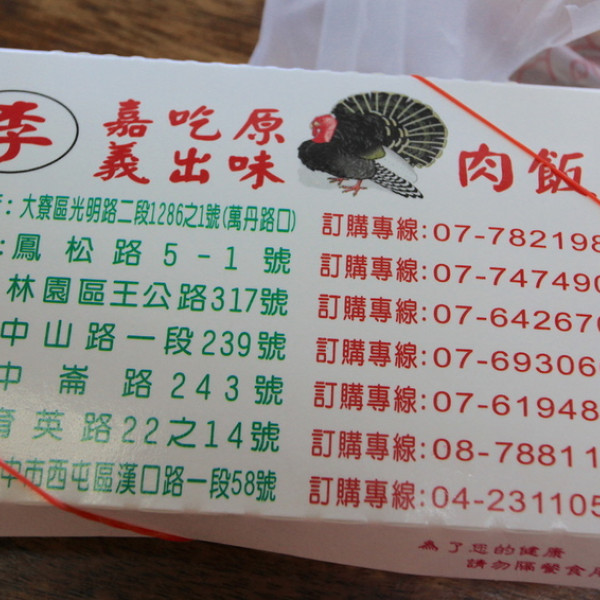 李 嘉義 吃出 原味 肉飯
：大寮區光明路二段1286之1號(萬丹路口) 訂購專線:07-782198
:鳳松路5-1號 訂購專線:07-747490
林園區王公路317號 訂購專線:07-642670
中山路一段239號 訂購專線:07-69306
中崙路243號 訂購專線:07-61948
育英路22之14號 訂購專線:08-78811
中市西屯區漢口路一段58號 訂購專線:04-231105
為了您的健康
請勿隔餐食用